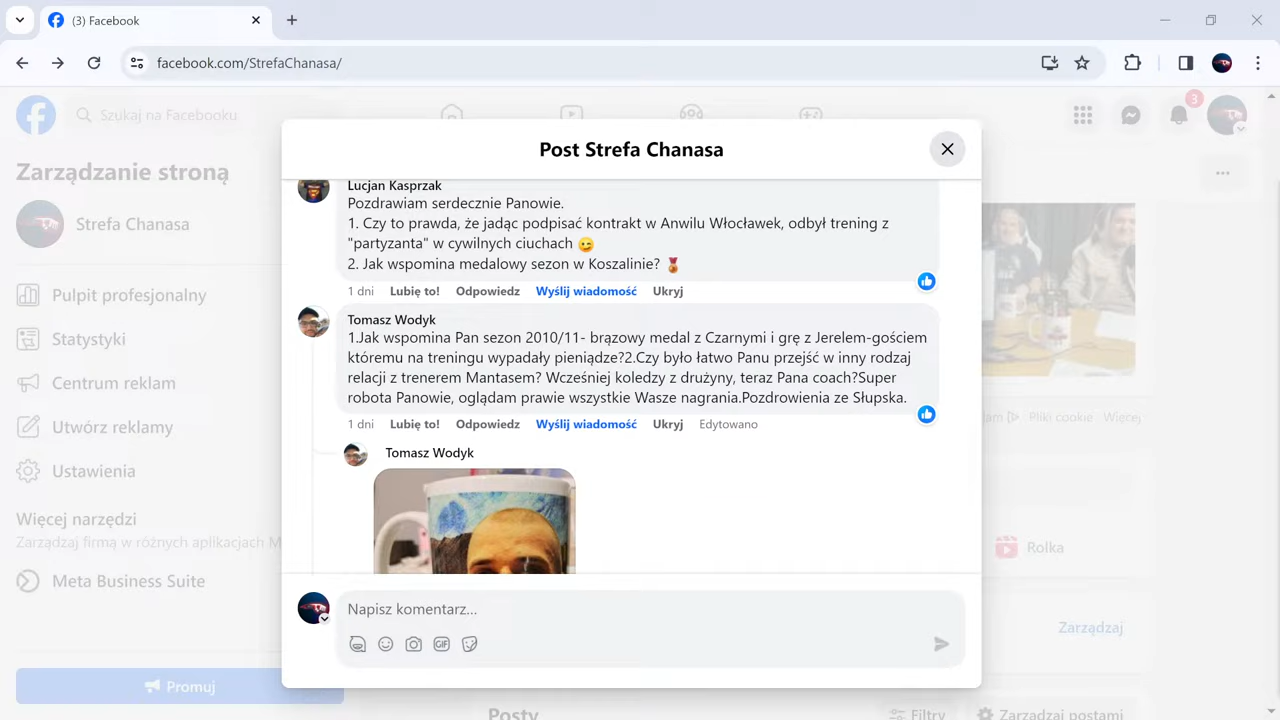 (3) Facebook
facebook.com/StrefaChanasa/
Szukaj na Facebooku
3
Zarządzanie stroną
Strefa Chanasa
Pulpit profesjonalny
Statystyki
Centrum reklam
Utwórz reklamy
Ustawienia
Więcej narzędzi
Zarządzaj firmą w różnych aplikacjach M
Meta Business Suite
Promuj
Post Strefa Chanasa
Lucjan Kasprzak
Pozdrawiam serdecznie Panowie.
1. Czy to prawda, że jadąc podpisać kontrakt w Anwilu Włocławek, odbył trening z
"partyzanta" w cywilnych ciuchach 😉
2. Jak wspomina medalowy sezon w Koszalinie? 🏅
1 dni Lubię to! Odpowiedz Wyślij wiadomość Ukryj
Tomasz Wodyk
1.Jak wspomina Pan sezon 2010/11- brązowy medal z Czarnymi i grę z Jerelem-gościem
któremu na treningu wypadały pieniądze?2.Czy było łatwo Panu przejść w inny rodzaj
relacji z trenerem Mantasem? Wcześniej koledzy z drużyny, teraz Pana coach?Super
robota Panowie, oglądam prawie wszystkie Wasze nagrania.Pozdrowienia ze Słupska.
1 dni Lubię to! Odpowiedz Wyślij wiadomość Ukryj Edytowano
Tomasz Wodyk
Napisz komentarz...
GIF
Pliki cookie Więcej
Rolka
Zarządzaj
Posty
Filtry
Zarządzaj postami